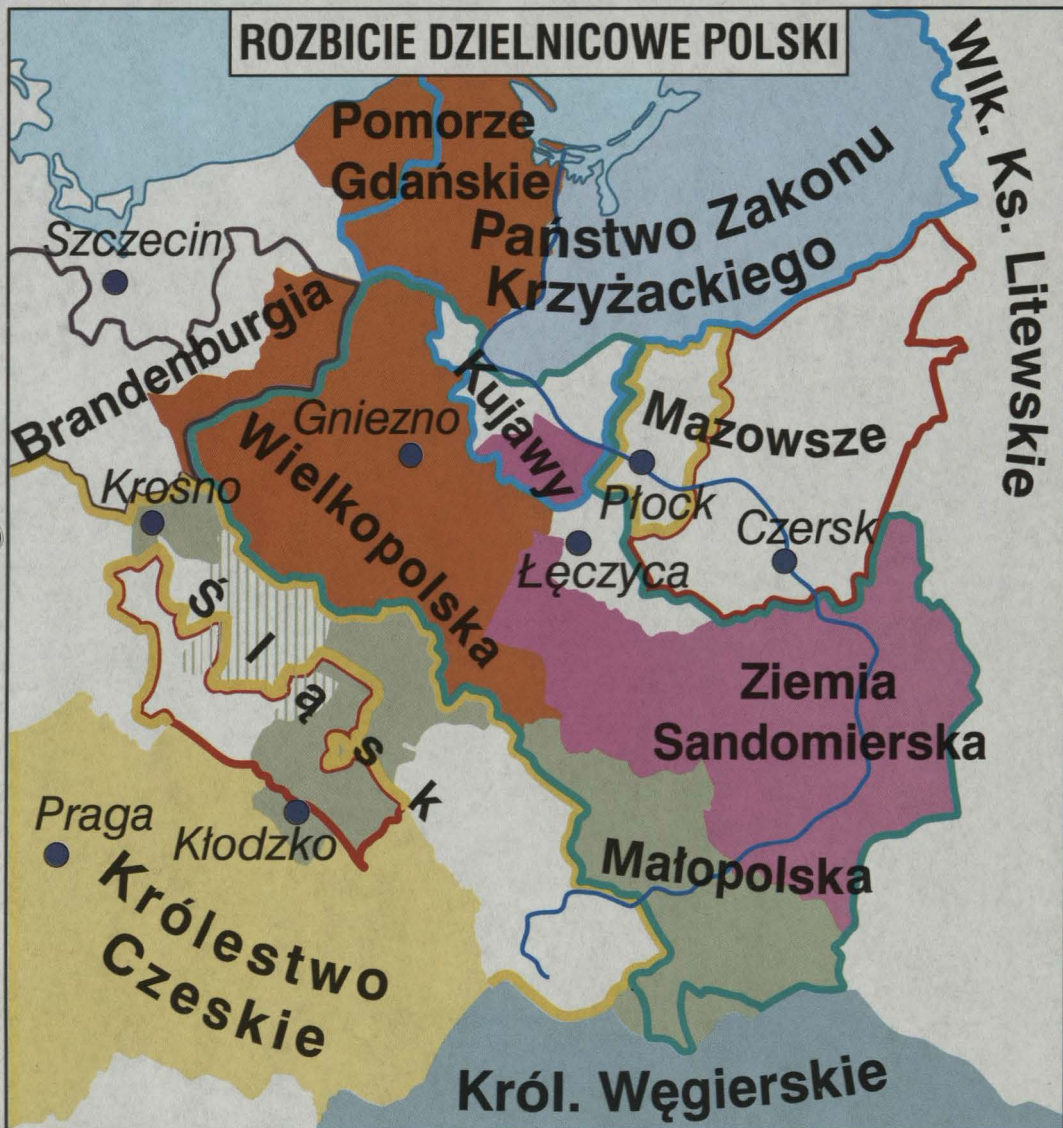 ROZBICIE DZIELNICOWE POLSKI
Wlk. Ks. Litewskie
Pomorze
Gdańskie
Państwo Zakonu
Krzyżackiego
Szczecin
Brandenburgia
Kujawy
Gniezno
Wielkopolska
Mazowsze
Krosno
Płock
Czersk
Łęczyca
Śląsk
Ziemia
Sandomierska
Praga
Kłodzko
Małopolska
Królestwo
Czeskie
Król. Węgierskie